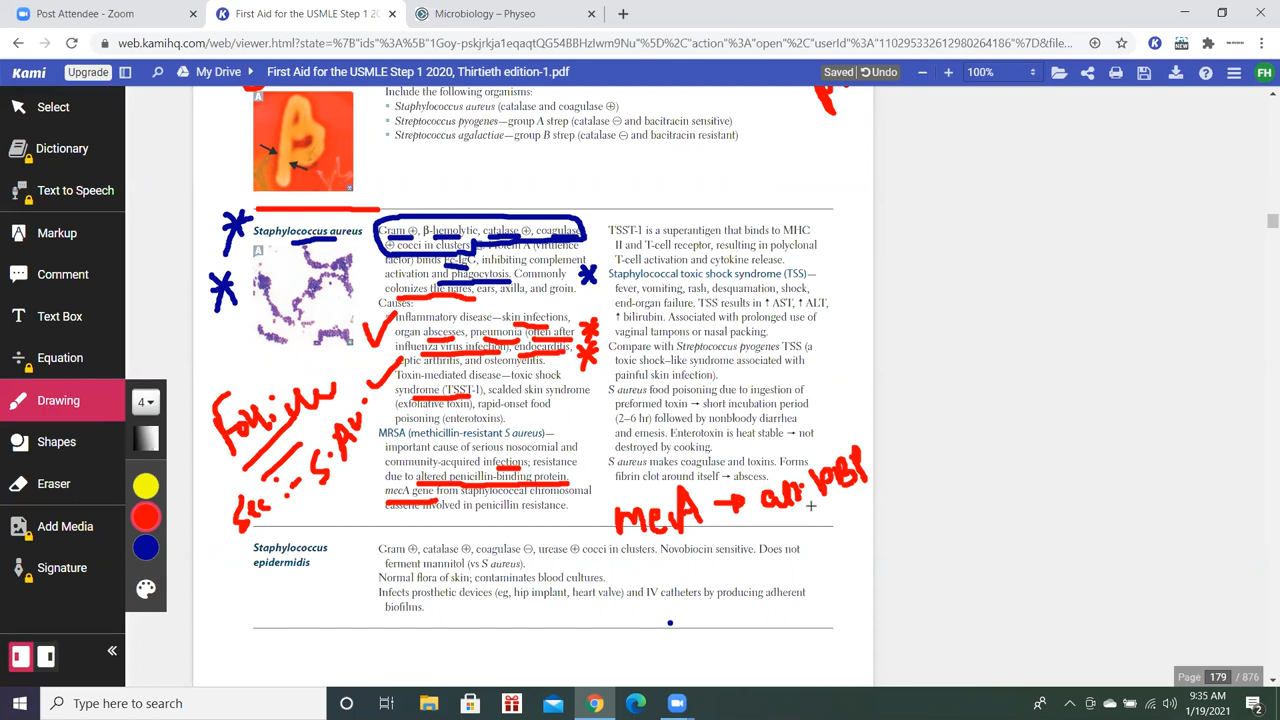 Post Attendee - Zoom
First Aid for the USMLE Step 1 20
Microbiology – Physeo
web.kamihq.com/web/viewer.html?state=%7B"ids"%3A%5B"1Goy-pskjrkja1eqaqtQG54BBHzIwm9Nu"%5D%2C"action"%3A"open"%2C"userId"%3A"110295332612980264186"%7D&file...
Kami
Upgrade
My Drive
First Aid for the USMLE Step 1 2020, Thirtieth edition-1.pdf
Saved
Undo
100%
FH
Select
Dictionary
Text to Speech
Markup
Comment
Text Box
Equation
Drawing
4
Shapes
Eraser
Add Media
Signature
A
Include the following organisms:
Staphylococcus aureus (catalase and coagulase ⊕)
Streptococcus pyogenes—group A strep (catalase ⊖ and bacitracin sensitive)
Streptococcus agalactiae—group B strep (catalase ⊖ and bacitracin resistant)
Staphylococcus aureus
A
Gram ⊕, β-hemolytic, catalase ⊕, coagulase
⊕ cocci in clusters Protein A (virulence
factor) binds Fc-IgG, inhibiting complement
activation and phagocytosis. Commonly
colonizes the nares, ears, axilla, and groin.
Causes:
Inflammatory disease—skin infections,
organ abscesses, pneumonia (often after
influenza virus infection), endocarditis,
septic arthritis, and osteomyelitis.
Toxin-mediated disease—toxic shock
syndrome (TSST-1), scalded skin syndrome
(exfoliative toxin), rapid-onset food
poisoning (enterotoxins).
MRSA (methicillin-resistant S aureus)—
important cause of serious nosocomial and
community-acquired infections; resistance
due to altered penicillin-binding protein.
mecA gene from staphylococcal chromosomal
cassette involved in penicillin resistance.
TSST-1 is a superantigen that binds to MHC
II and T-cell receptor, resulting in polyclonal
T-cell activation and cytokine release.
Staphylococcal toxic shock syndrome (TSS)—
fever, vomiting, rash, desquamation, shock,
end-organ failure. TSS results in ↑ AST, ↑ ALT,
↑ bilirubin. Associated with prolonged use of
vaginal tampons or nasal packing.
Compare with Streptococcus pyogenes TSS (a
toxic shock–like syndrome associated with
painful skin infection).
S aureus food poisoning due to ingestion of
preformed toxin → short incubation period
(2–6 hr) followed by nonbloody diarrhea
and emesis. Enterotoxin is heat stable → not
destroyed by cooking.
S aureus makes coagulase and toxins. Forms
fibrin clot around itself → abscess.
mecA → alt. PBP
Staphylococcus
epidermidis
Gram ⊕, catalase ⊕, coagulase ⊖, urease ⊕ cocci in clusters. Novobiocin sensitive. Does not
ferment mannitol (vs S aureus).
Normal flora of skin; contaminates blood cultures.
Infects prosthetic devices (eg, hip implant, heart valve) and IV catheters by producing adherent
biofilms.
Page 179 / 876
Type here to search
9:35 AM
1/19/2021
2